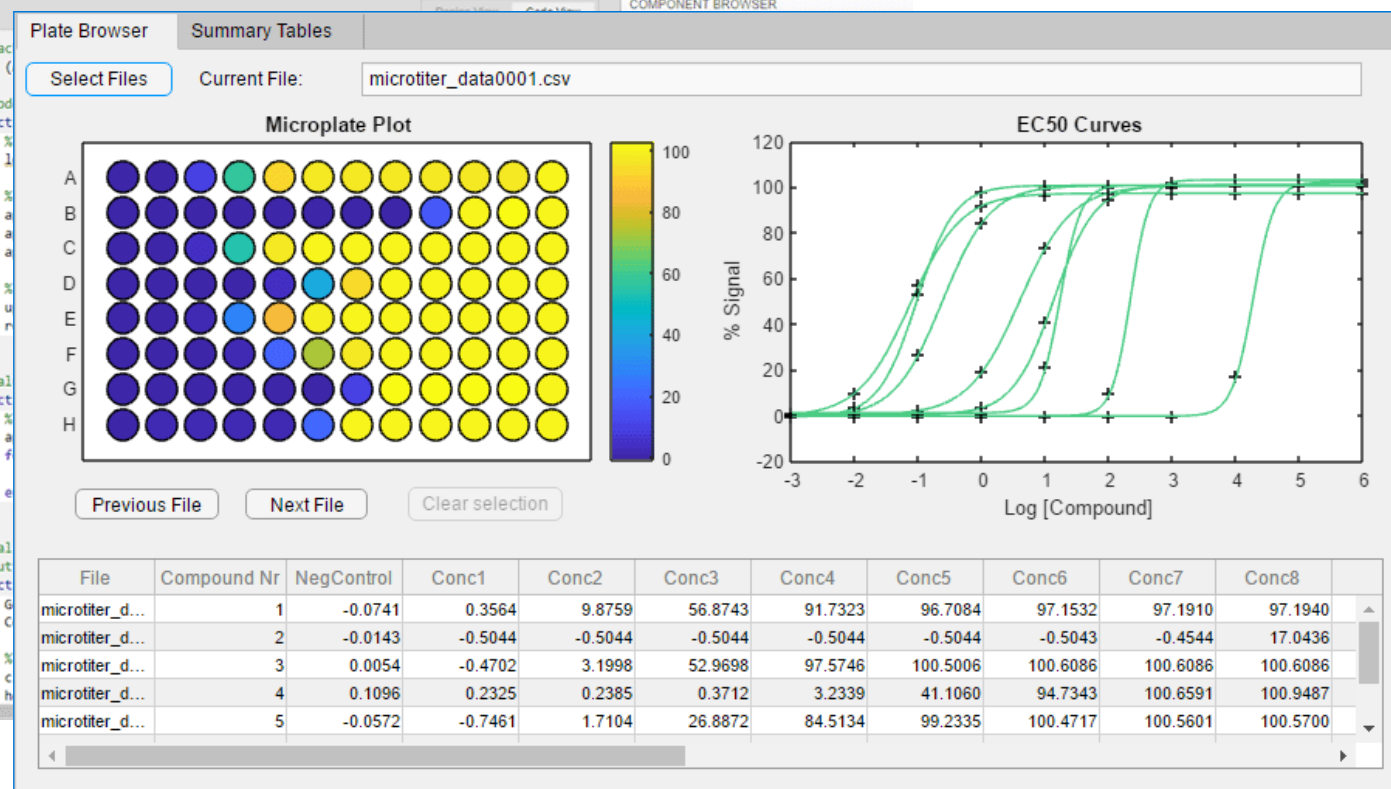 Design View Code View COMPONENT BROWSER
Plate Browser Summary Tables
Select Files Current File: microtiter_data0001.csv
Microplate Plot
A
B
C
D
E
F
G
H
100
80
60
40
20
0
EC50 Curves
% Signal
120
100
80
60
40
20
0
-20
-3 -2 -1 0 1 2 3 4 5 6
Log [Compound]
Previous File Next File Clear selection
File Compound Nr NegControl Conc1 Conc2 Conc3 Conc4 Conc5 Conc6 Conc7 Conc8
microtiter_d... 1 -0.0741 0.3564 9.8759 56.8743 91.7323 96.7084 97.1532 97.1910 97.1940
microtiter_d... 2 -0.0143 -0.5044 -0.5044 -0.5044 -0.5044 -0.5044 -0.5043 -0.4544 17.0436
microtiter_d... 3 0.0054 -0.4702 3.1998 52.9698 97.5746 100.5006 100.6086 100.6086 100.6086
microtiter_d... 4 0.1096 0.2325 0.2385 0.3712 3.2339 41.1060 94.7343 100.6591 100.9487
microtiter_d... 5 -0.0572 -0.7461 1.7104 26.8872 84.5134 99.2335 100.4717 100.5601 100.5700